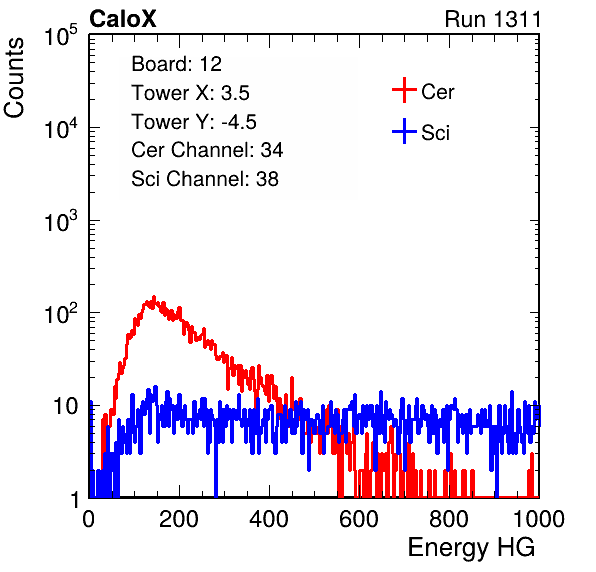 CaloX Run 1311
Counts
Board: 12
Tower X: 3.5
Tower Y: -4.5
Cer Channel: 34
Sci Channel: 38
Cer
Sci
10^5
10^4
10^3
10^2
10
1
0 200 400 600 800 1000
Energy HG